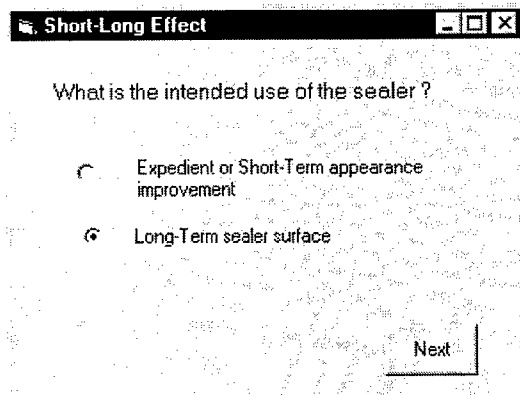 Short-Long Effect
What is the intended use of the sealer ?
Expedient or Short-Term appearance
improvement
Long-Term sealer surface
Next